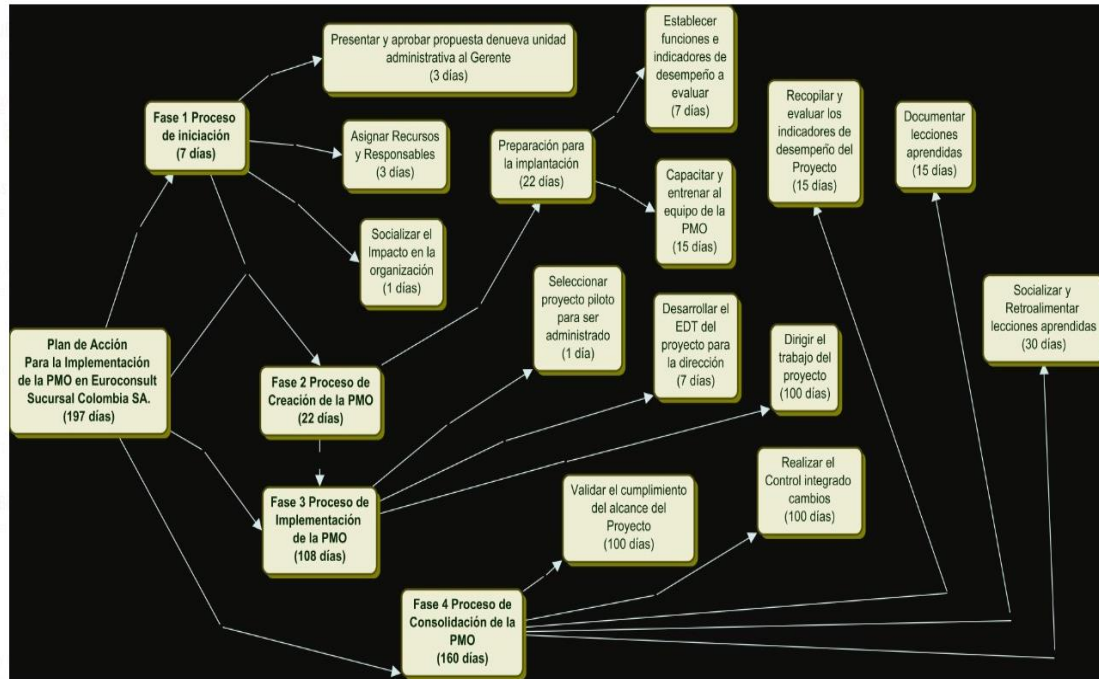 Presentar y aprobar propuesta denueva unidad
administrativa al Gerente
(3 días)
Establecer
funciones e
indicadores de
desempeño a
evaluar
(7 días)
Recopilar y
evaluar los
indicadores de
desempeño del
Proyecto
(15 días)
Documentar
lecciones
aprendidas
(15 días)
Fase 1 Proceso
de iniciación
(7 días)
Asignar Recursos
y Responsables
(3 días)
Preparación para
la implantación
(22 días)
Capacitar y
entrenar al
equipo de la
PMO
(15 días)
Socializar el
Impacto en la
organización
(1 días)
Seleccionar
proyecto piloto
para ser
administrado
(1 día)
Desarrollar el
EDT del
proyecto para
la dirección
(7 días)
Dirigir el
trabajo del
proyecto
(100 días)
Socializar y
Retroalimentar
lecciones aprendidas
(30 días)
Plan de Acción
Para la Implementación
de la PMO en Euroconsult
Sucursal Colombia SA.
(197 días)
Fase 2 Proceso de
Creación de la PMO
(22 días)
Fase 3 Proceso de
Implementación
de la PMO
(108 días)
Validar el cumplimiento
del alcance del
Proyecto
(100 días)
Realizar el
Control integrado
cambios
(100 días)
Fase 4 Proceso de
Consolidación de la
PMO
(160 días)